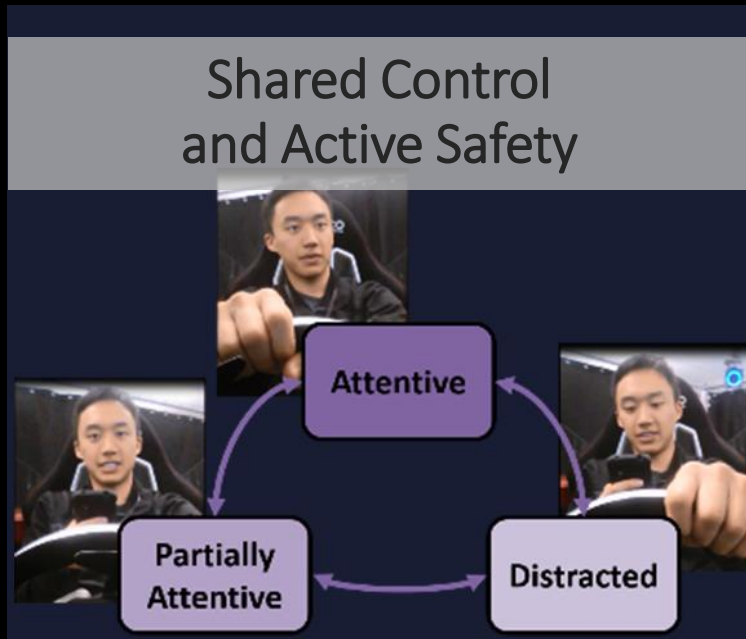 Shared Control
and Active Safety
Attentive
Partially
Attentive
Distracted